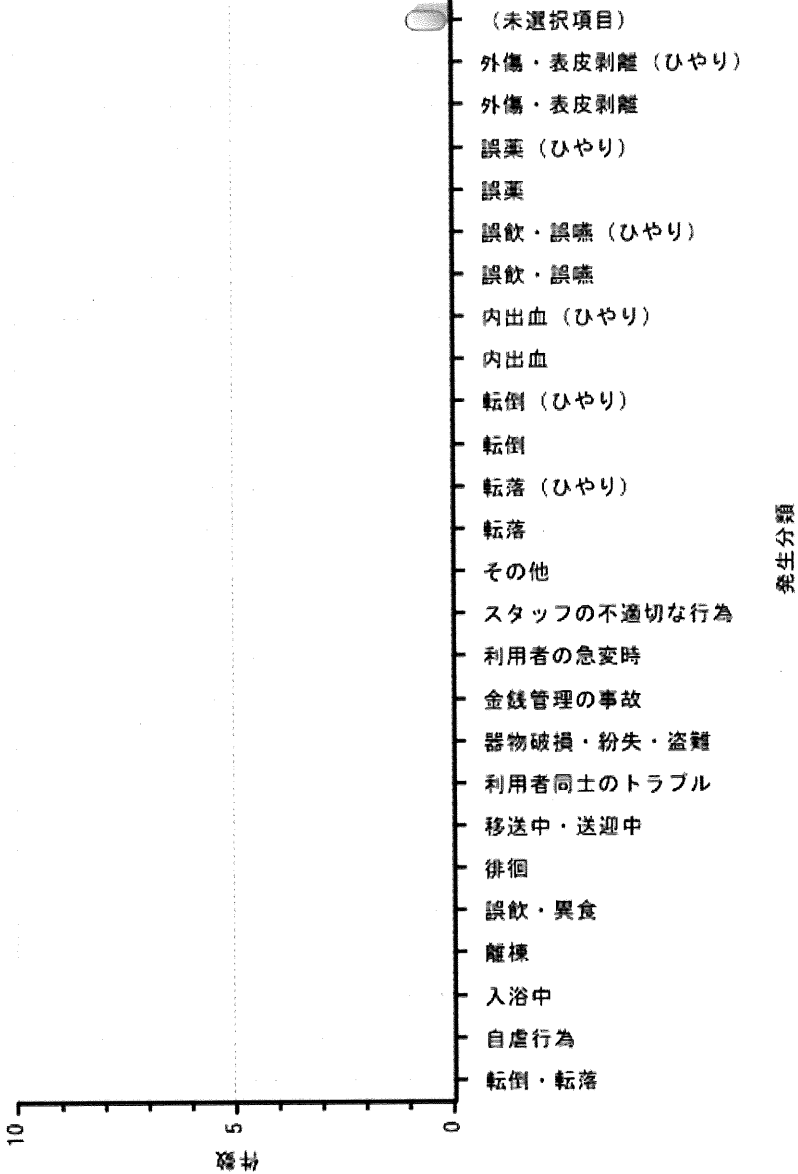 （未選択項目）
外傷・表皮剥離（ひやり）
外傷・表皮剥離
誤薬（ひやり）
誤薬
誤飲・誤嚥（ひやり）
誤飲・誤嚥
内出血（ひやり）
内出血
転倒（ひやり）
転倒
転落（ひやり）
転落
その他
スタッフの不適切な行為
利用者の急変時
金銭管理の事故
器物破損・紛失・盗難
利用者同士のトラブル
移送中・送迎中
徘徊
誤飲・異食
離棟
入浴中
自虐行為
転倒・転落
発生分類
10
5
0
件数